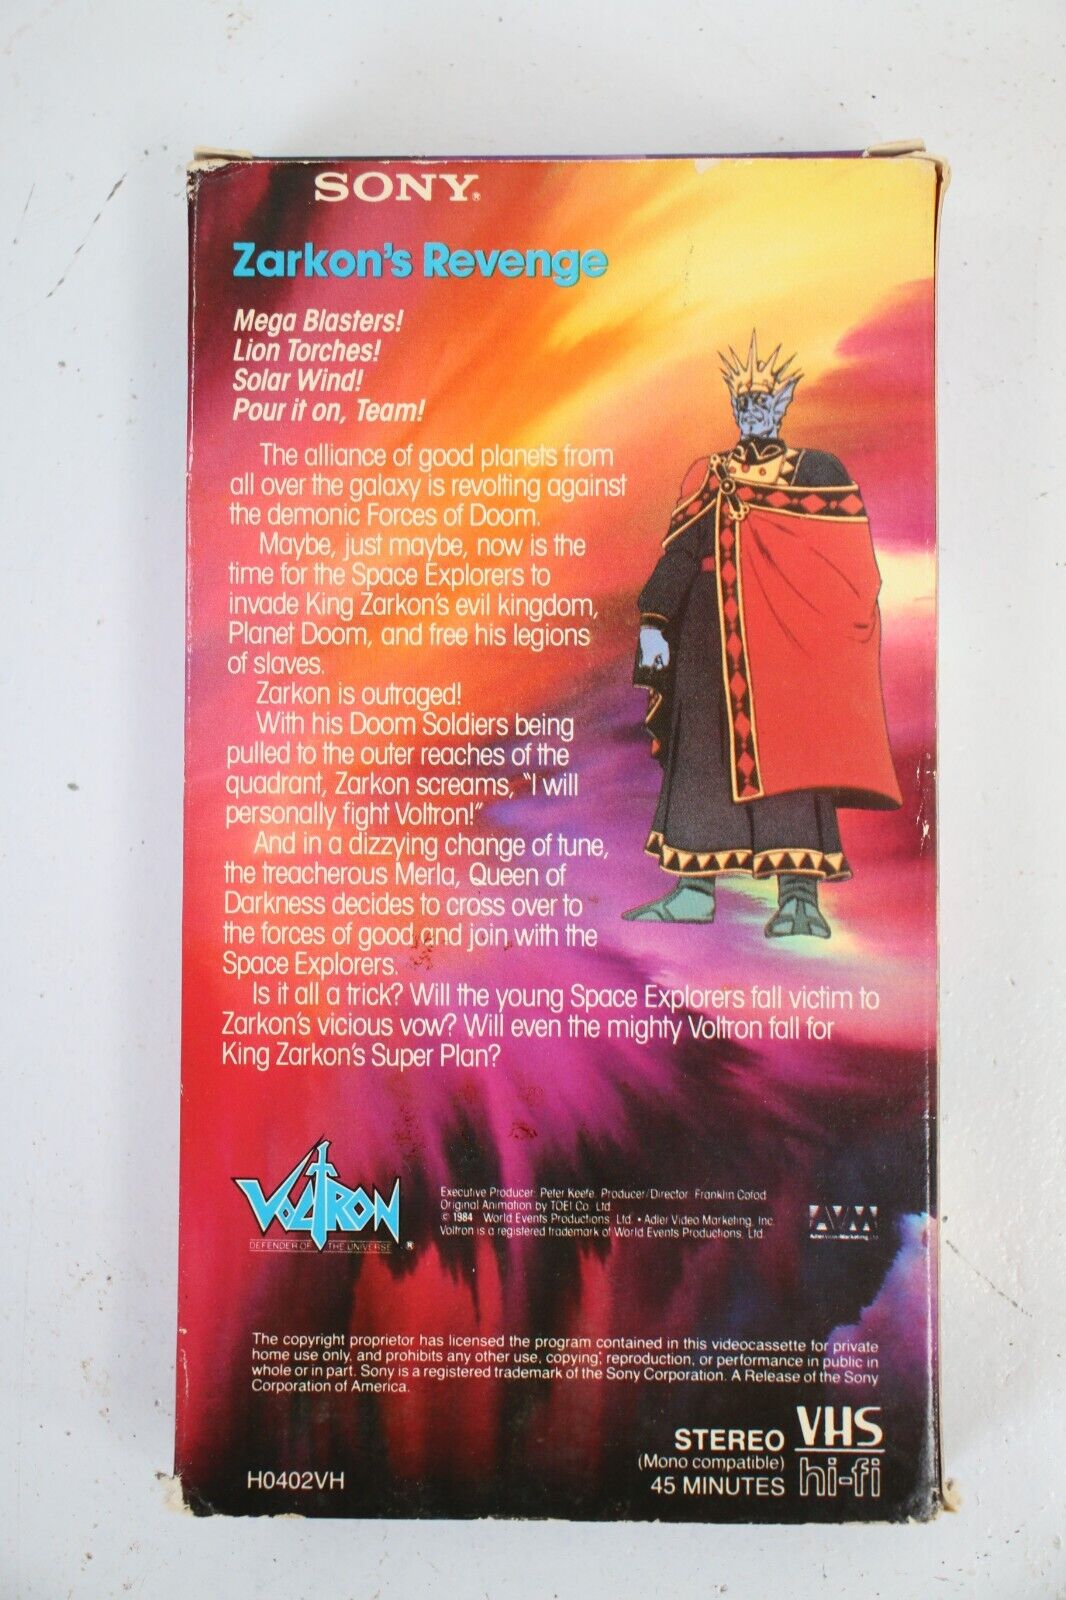 SONY®
Zarkon's Revenge
Mega Blasters!
Lion Torches!
Solar Wind!
Pour it on, Team!
The alliance of good planets from
all over the galaxy is revolting against
the demonic Forces of Doom.
Maybe, just maybe, now is the
time for the Space Explorers to
invade King Zarkon's evil kingdom,
Planet Doom, and free his legions
of slaves.
Zarkon is outraged!
With his Doom Soldiers being
pulled to the outer reaches of the
quadrant, Zarkon screams, "I will
personally fight Voltron!"
And in a dizzying change of tune,
the treacherous Merla, Queen of
Darkness decides to cross over to
the forces of good and join with the
Space Explorers.
Is it all a trick? Will the young Space Explorers fall victim to
Zarkon's vicious vow? Will even the mighty Voltron fall for
King Zarkon's Super Plan?
VOLTRON
DEFENDER OF THE UNIVERSE ®
Executive Producer: Peter Keefe. Producer/Director: Franklin Cofod
Original Animation by TOEI Co. Ltd.
© 1984 World Events Productions, Ltd. • Adler Video Marketing, Inc.
Voltron is a registered trademark of World Events Productions, Ltd.
AVM
Adler Video Marketing, Ltd.
The copyright proprietor has licensed the program contained in this videocassette for private
home use only, and prohibits any other use, copying, reproduction, or performance in public in
whole or in part. Sony is a registered trademark of the Sony Corporation. A Release of the Sony
Corporation of America.
STEREO
(Mono compatible)
45 MINUTES
VHS
hi-fi
H0402VH